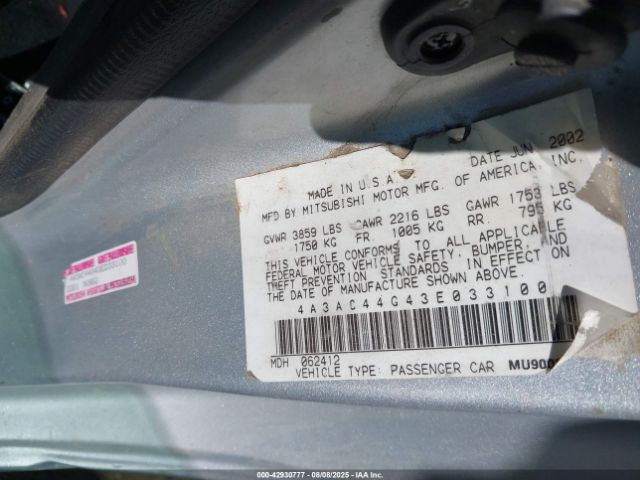 MADE IN U.S.A. DATE JUN 2002
MFD BY MITSUBISHI MOTOR MFG. OF AMERICA, INC.
GVWR 3859 LBS GAWR 2216 LBS GAWR 1753 LBS
1750 KG FR. 1005 KG RR. 795 KG
THIS VEHICLE CONFORMS TO ALL APPLICABLE
FEDERAL MOTOR VEHICLE SAFETY, BUMPER, AND
THEFT PREVENTION STANDARDS IN EFFECT ON
THE DATE OF MANUFACTURE SHOWN ABOVE.
4A3AC44G43E033100
MDH 062412
VEHICLE TYPE: PASSENGER CAR MU900
GENUINE GENUINE
000-42930777 - 08/08/2025 - IAA Inc.